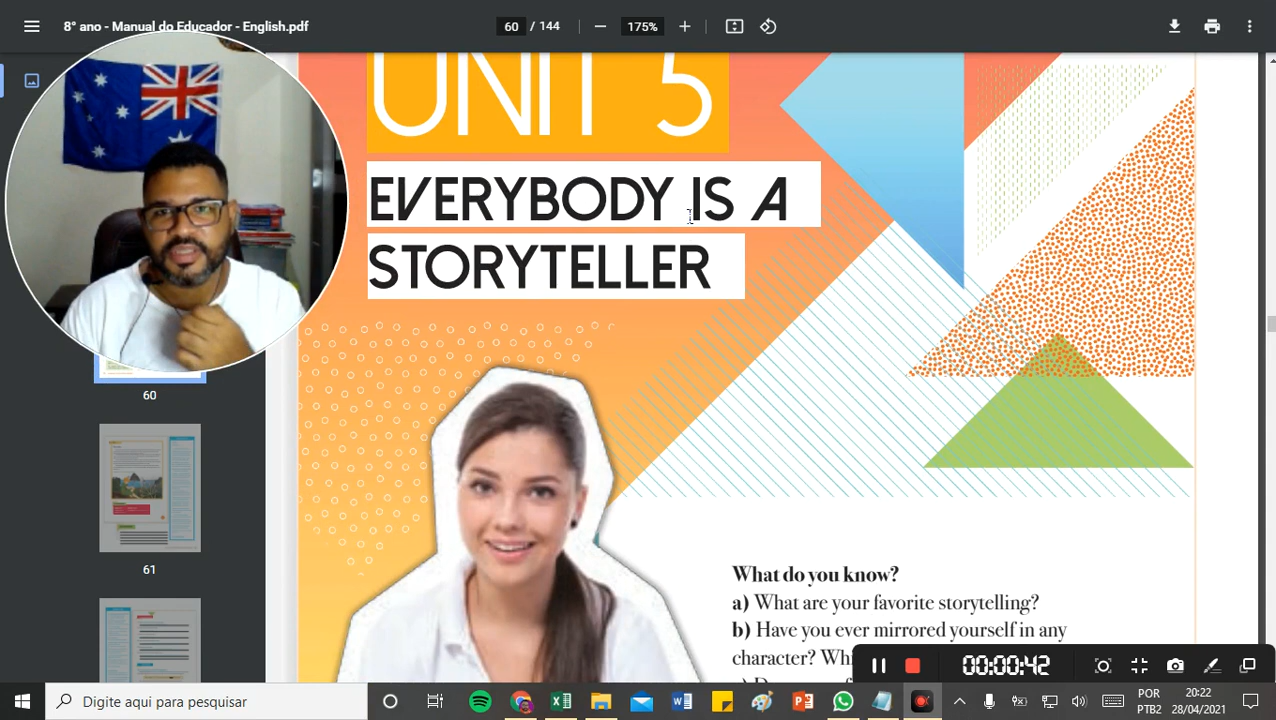 8° ano - Manual do Educador - English.pdf
60 / 144
175%
UNIT 5
EVERYBODY IS A
STORYTELLER
60
61
What do you know?
a) What are your favorite storytelling?
b) Have you ever mirrored yourself in any
character?
00:00:42
Digite aqui para pesquisar
POR
PTB2
20:22
28/04/2021